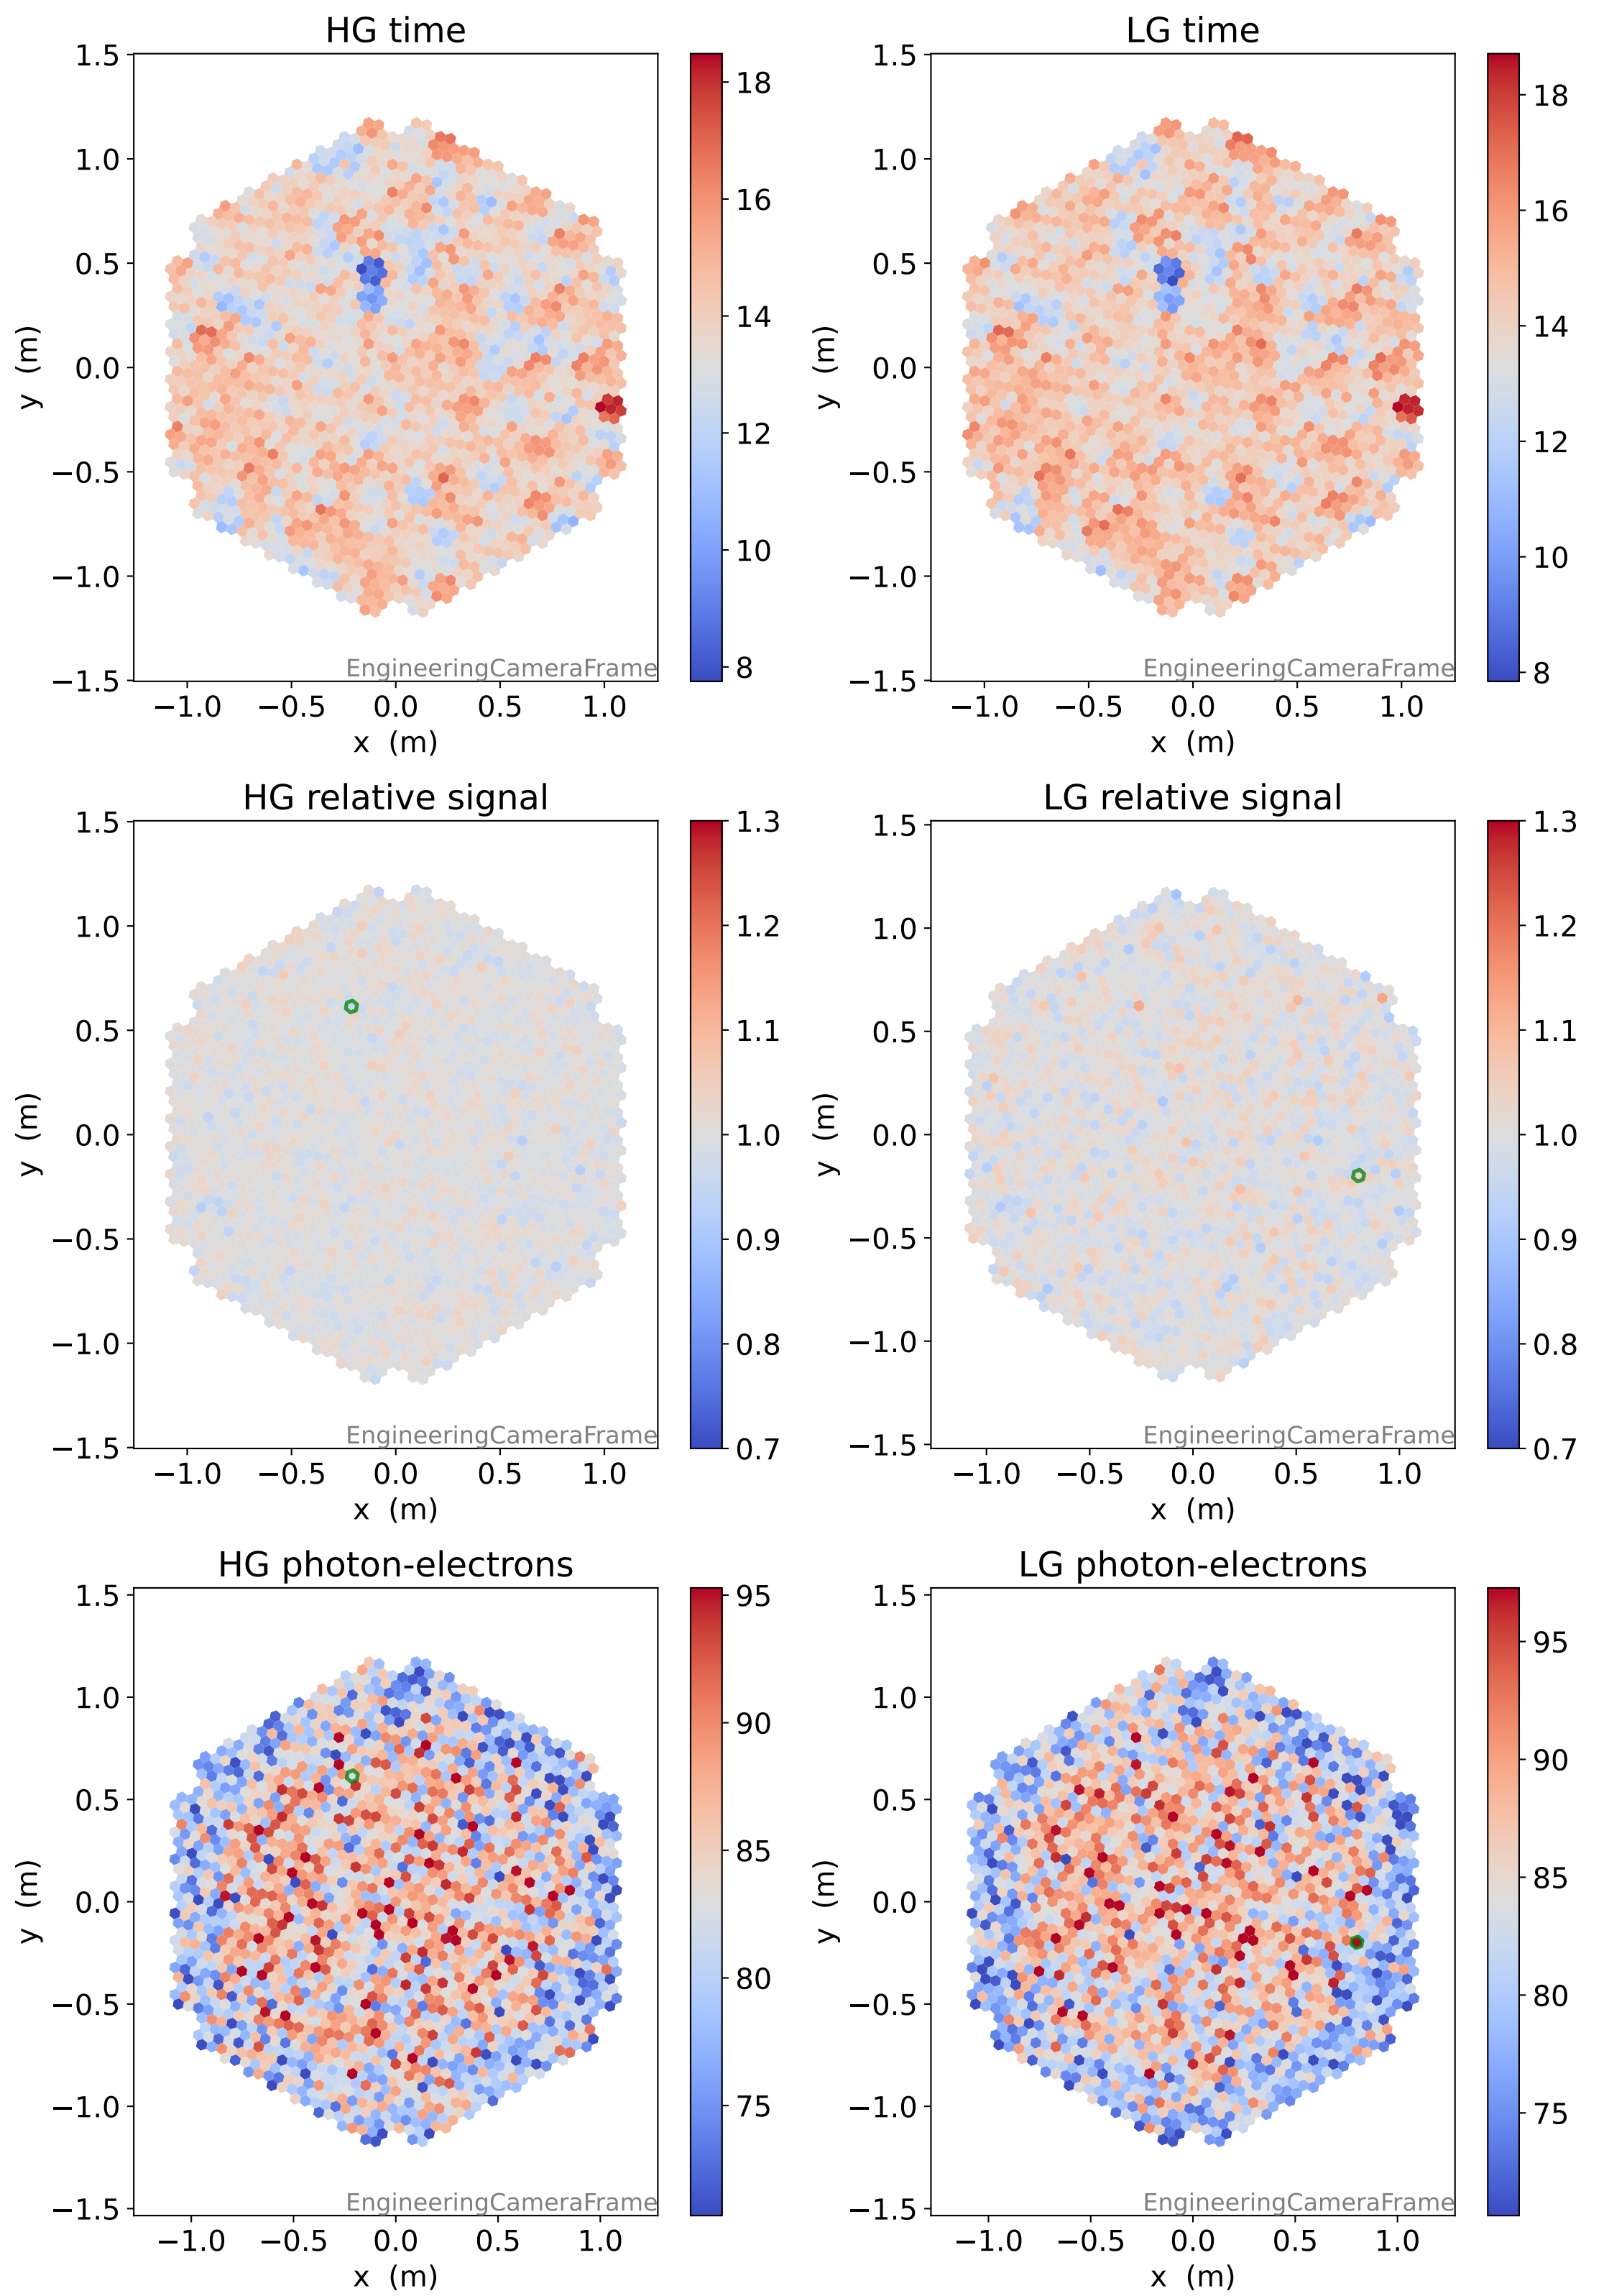 HG time
1.5
1.0
0.5
0.0
−0.5
−1.0
−1.5
y (m)
EngineeringCameraFrame
−1.0 −0.5 0.0 0.5 1.0
x (m)
18
16
14
12
10
8
LG time
1.5
1.0
0.5
0.0
−0.5
−1.0
−1.5
y (m)
EngineeringCameraFrame
−1.0 −0.5 0.0 0.5 1.0
x (m)
18
16
14
12
10
8
HG relative signal
1.5
1.0
0.5
0.0
−0.5
−1.0
−1.5
y (m)
EngineeringCameraFrame
−1.0 −0.5 0.0 0.5 1.0
x (m)
1.3
1.2
1.1
1.0
0.9
0.8
0.7
LG relative signal
1.5
1.0
0.5
0.0
−0.5
−1.0
−1.5
y (m)
EngineeringCameraFrame
−1.0 −0.5 0.0 0.5 1.0
x (m)
1.3
1.2
1.1
1.0
0.9
0.8
0.7
HG photon-electrons
1.5
1.0
0.5
0.0
−0.5
−1.0
−1.5
y (m)
EngineeringCameraFrame
−1.0 −0.5 0.0 0.5 1.0
x (m)
95
90
85
80
75
LG photon-electrons
1.5
1.0
0.5
0.0
−0.5
−1.0
−1.5
y (m)
EngineeringCameraFrame
−1.0 −0.5 0.0 0.5 1.0
x (m)
95
90
85
80
75